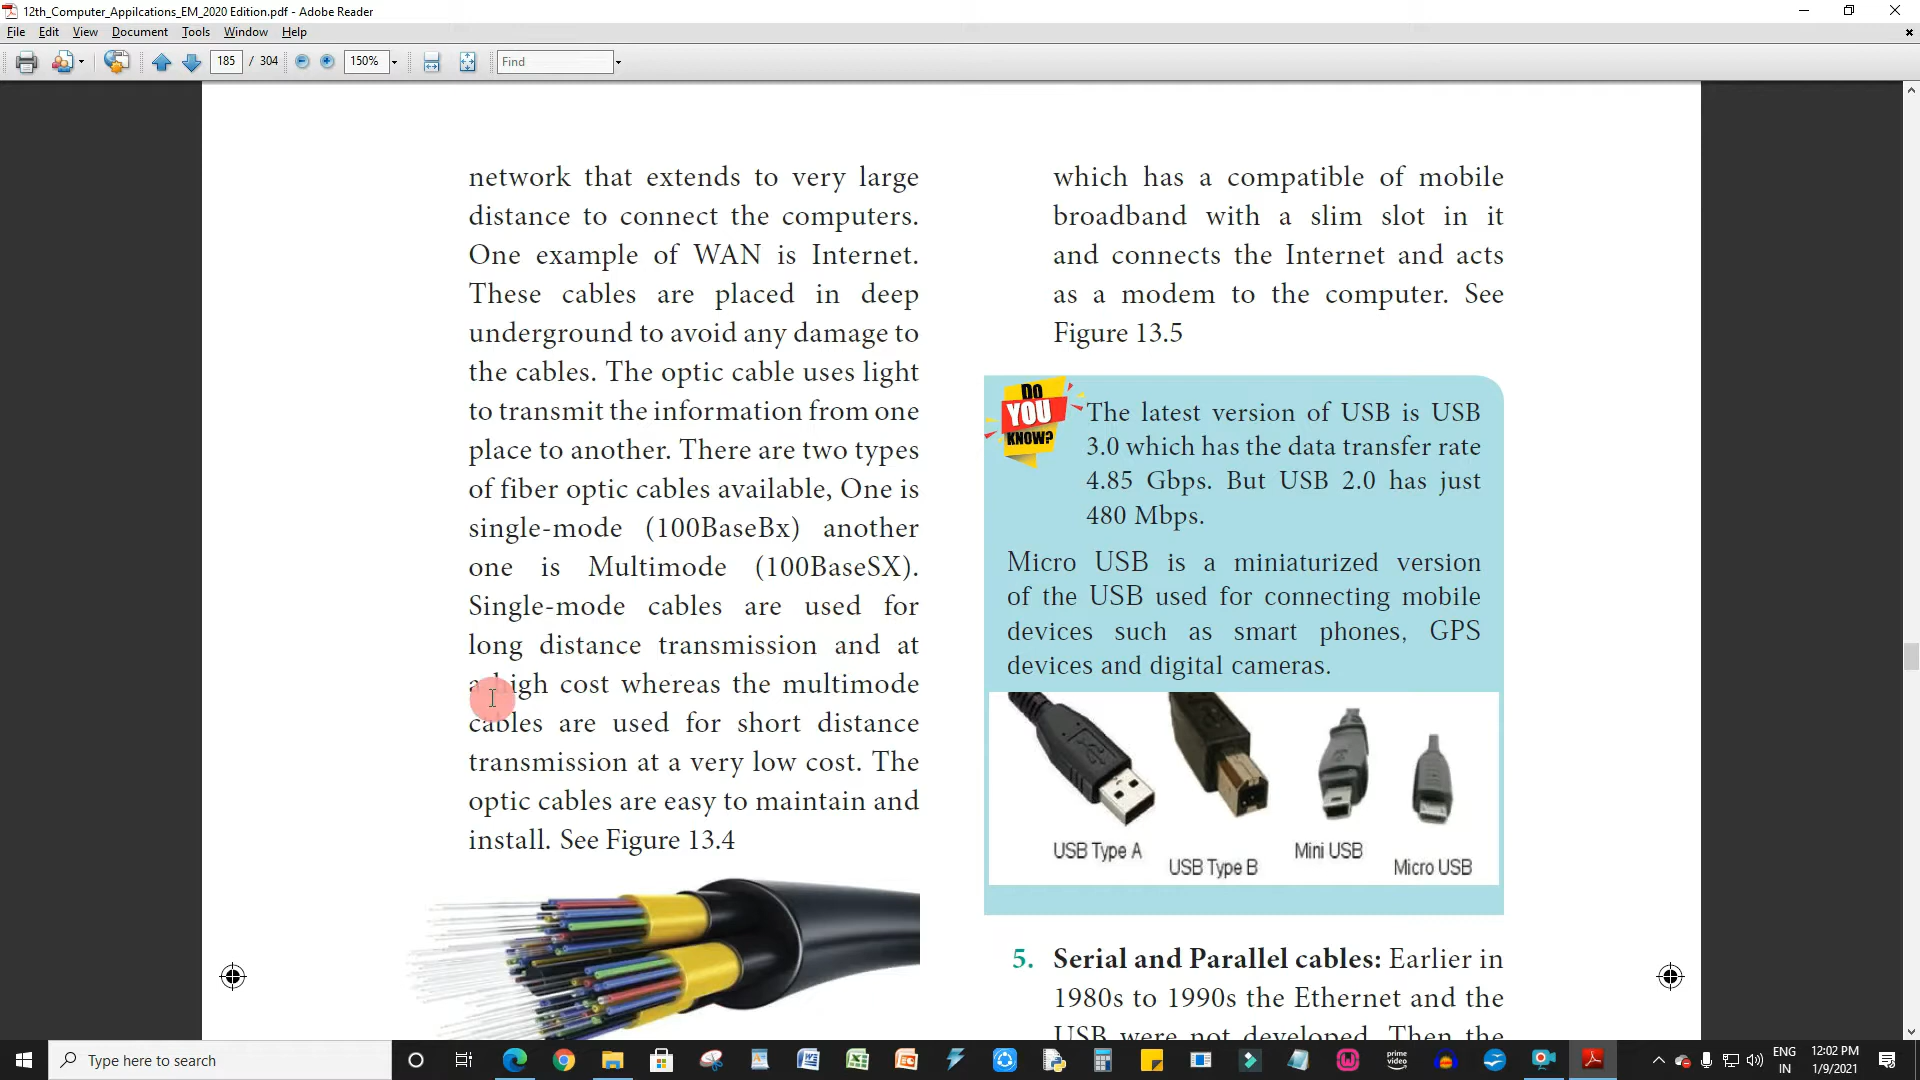 12th_Computer_Appilcations_EM_2020 Edition.pdf - Adobe Reader
File Edit View Document Tools Window Help
185 / 304 150% Find
network that extends to very large
distance to connect the computers.
One example of WAN is Internet.
These cables are placed in deep
underground to avoid any damage to
the cables. The optic cable uses light
to transmit the information from one
place to another. There are two types
of fiber optic cables available, One is
single-mode (100BaseBx) another
one is Multimode (100BaseSX).
Single-mode cables are used for
long distance transmission and at
a high cost whereas the multimode
cables are used for short distance
transmission at a very low cost. The
optic cables are easy to maintain and
install. See Figure 13.4
which has a compatible of mobile
broadband with a slim slot in it
and connects the Internet and acts
as a modem to the computer. See
Figure 13.5
DO
YOU
KNOW?
The latest version of USB is USB
3.0 which has the data transfer rate
4.85 Gbps. But USB 2.0 has just
480 Mbps.
Micro USB is a miniaturized version
of the USB used for connecting mobile
devices such as smart phones, GPS
devices and digital cameras.
USB Type A
USB Type B
Mini USB
Micro USB
5. Serial and Parallel cables: Earlier in
1980s to 1990s the Ethernet and the
USB were not developed. Then the
Type here to search
prime
video
ENG
IN
12:02 PM
1/9/2021